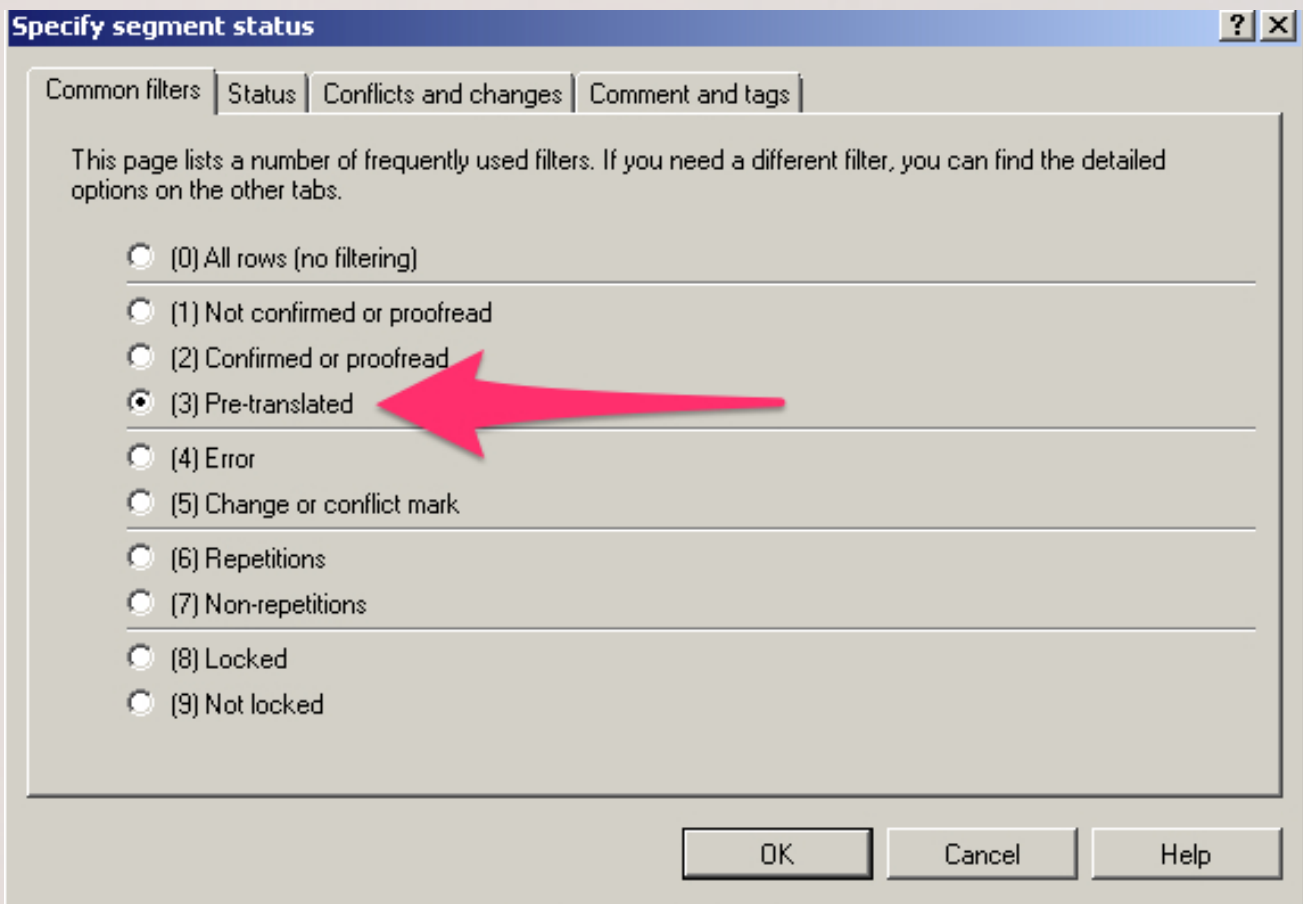 Specify segment status
Common filters
Status
Conflicts and changes
Comment and tags
This page lists a number of frequently used filters. If you need a different filter, you can find the detailed
options on the other tabs.
(0) All rows (no filtering)
(1) Not confirmed or proofread
(2) Confirmed or proofread
(3) Pre-translated
(4) Error
(5) Change or conflict mark
(6) Repetitions
(7) Non-repetitions
(8) Locked
(9) Not locked
OK
Cancel
Help